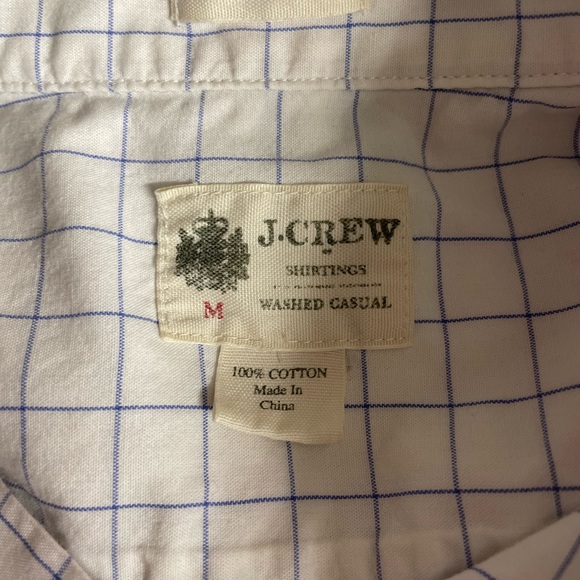 J.CREW
SHIRTINGS
M
WASHED CASUAL
100% COTTON
Made In
China